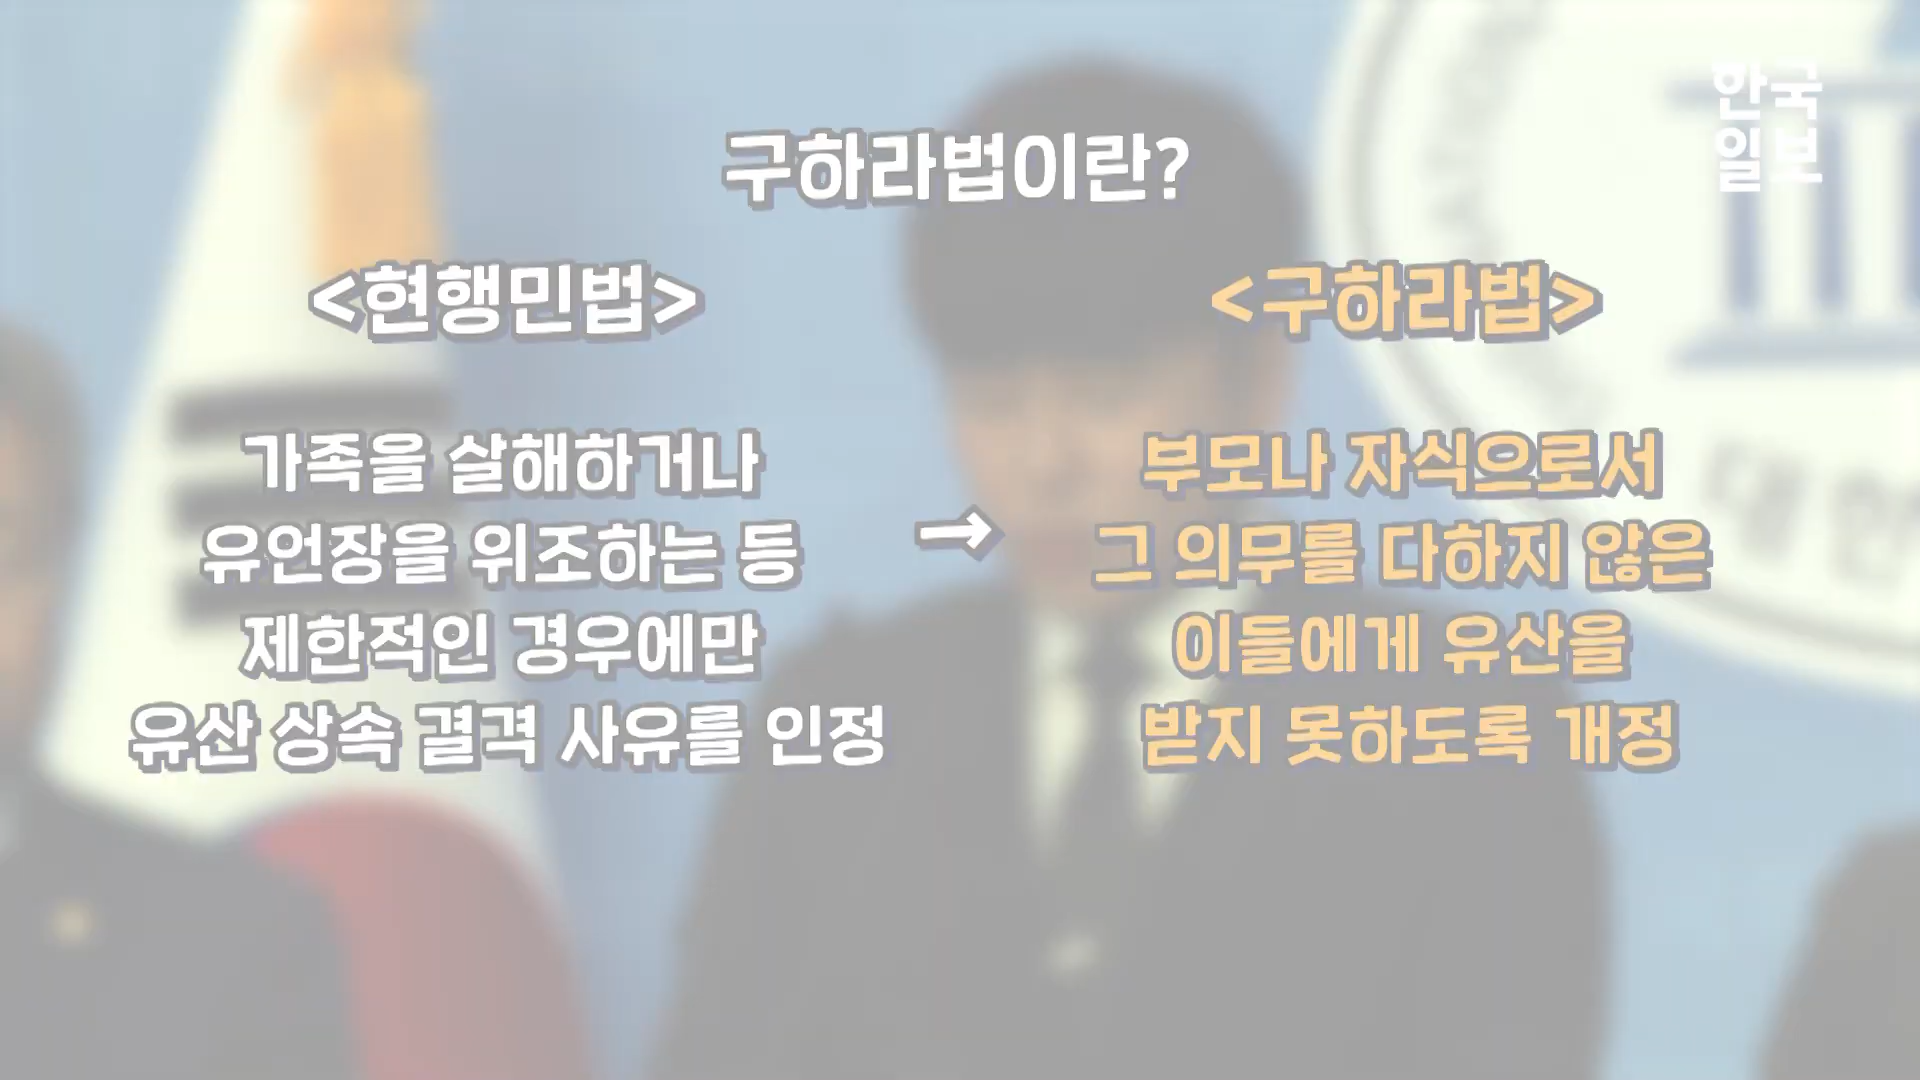 한국
일보
구하라법이란?
<현행민법>
가족을 살해하거나
유언장을 위조하는 등
제한적인 경우에만
유산 상속 결격 사유를 인정
→
<구하라법>
부모나 자식으로서
그 의무를 다하지 않은
이들에게 유산을
받지 못하도록 개정
대한